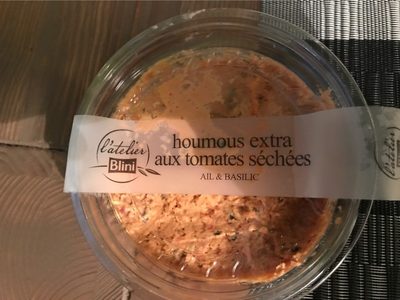 l'atelier
Blini
houmous extra
aux tomates séchées
AIL & BASILIC